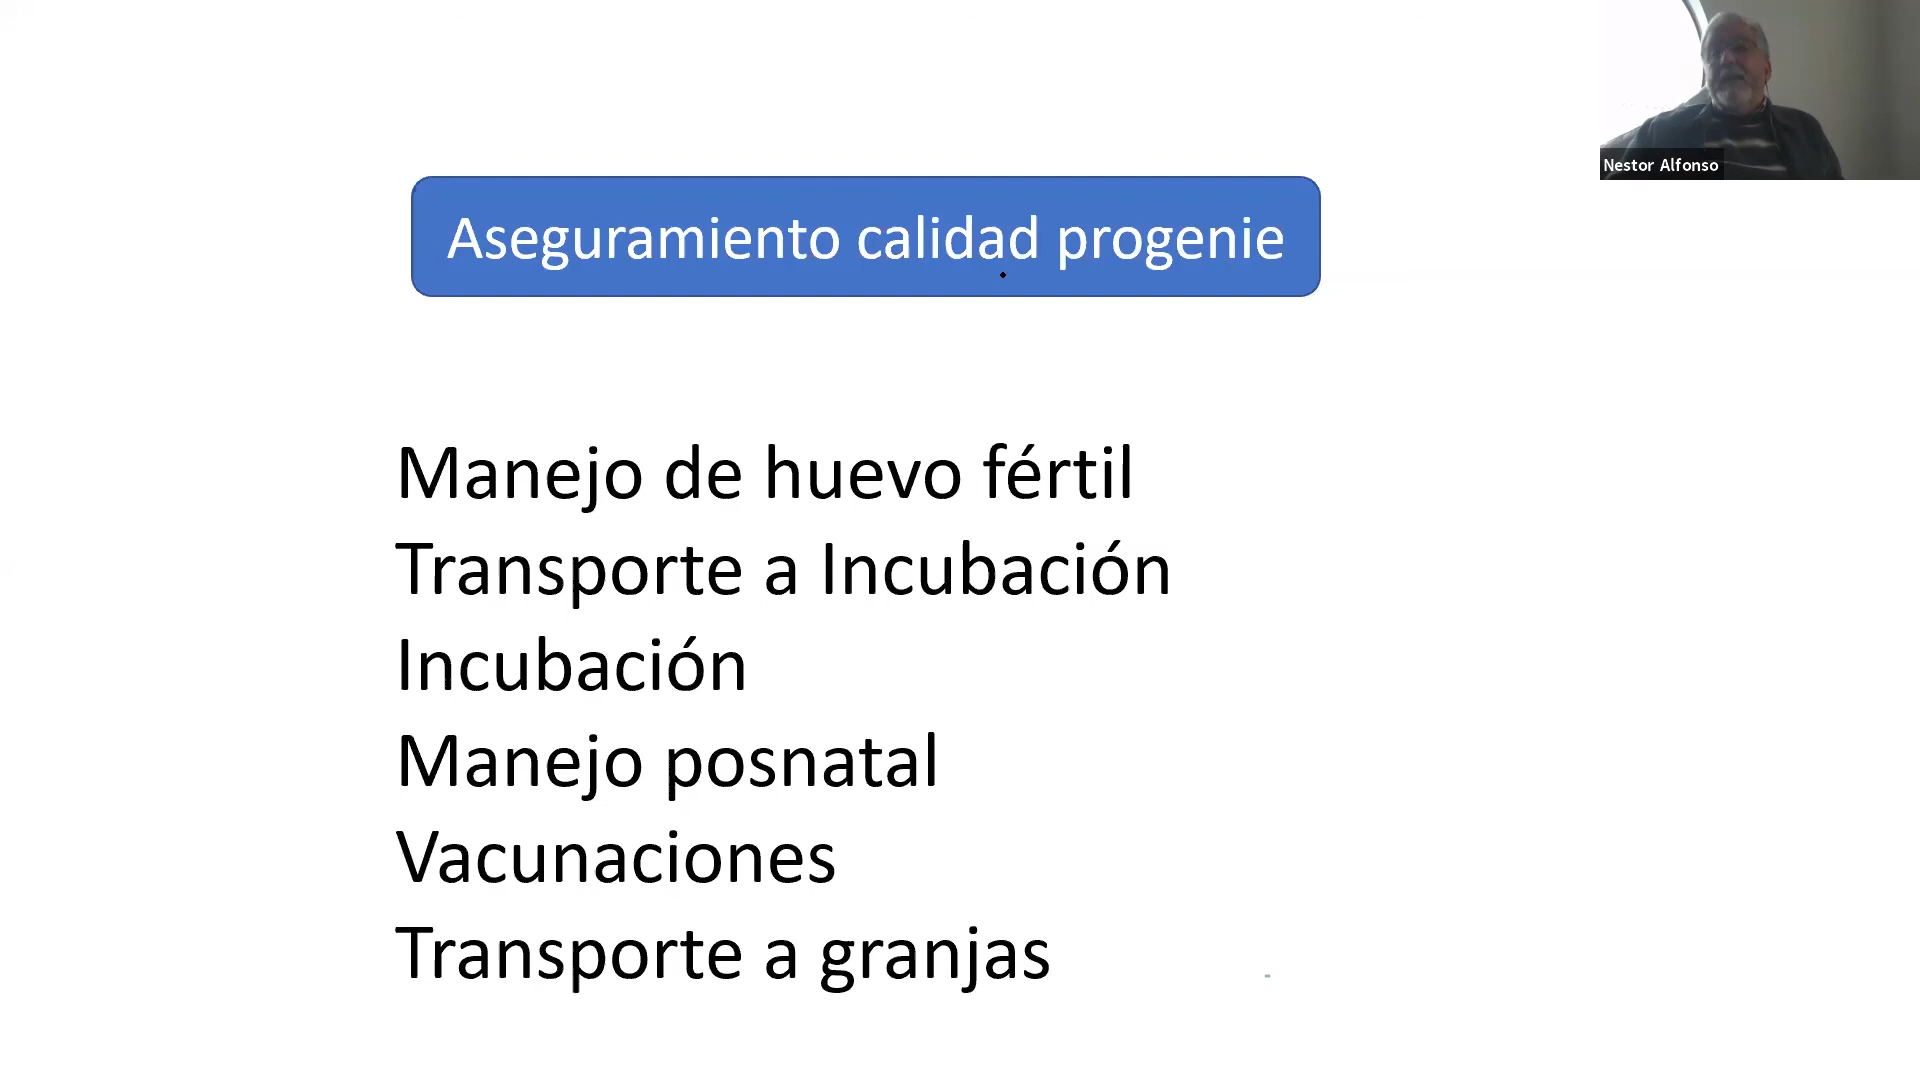 Nestor Alfonso
Aseguramiento calidad progenie
Manejo de huevo fértil
Transporte a Incubación
Incubación
Manejo posnatal
Vacunaciones
Transporte a granjas